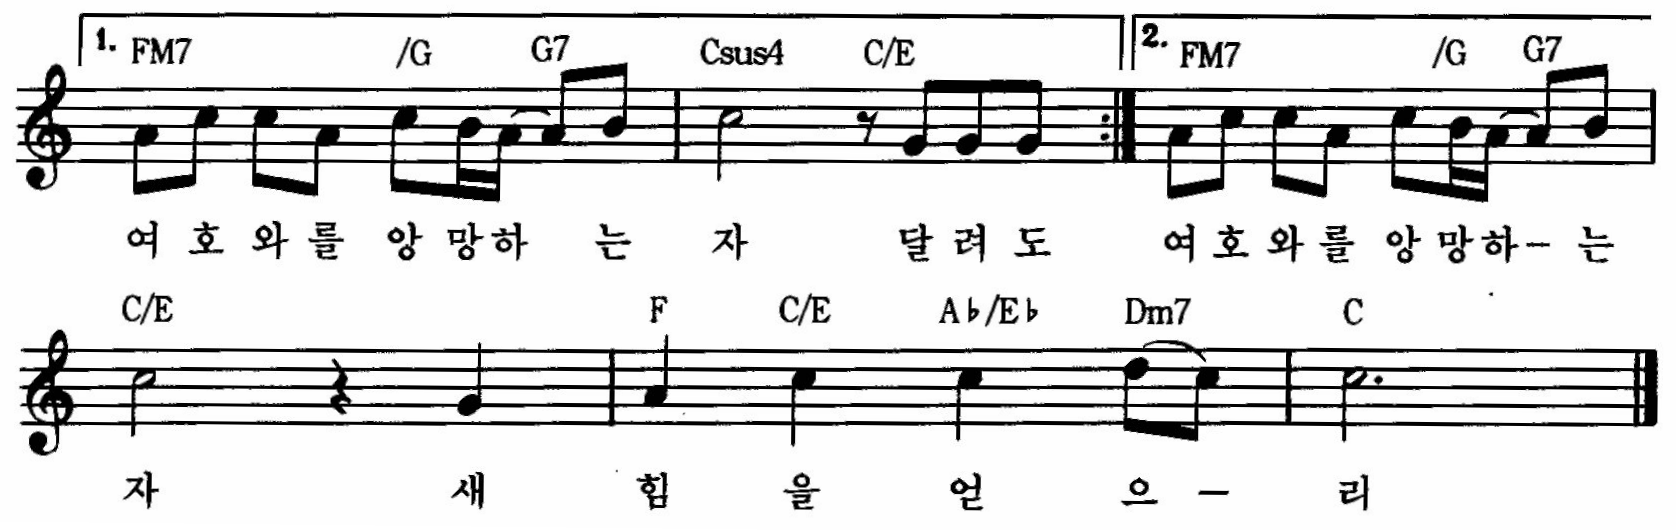 1. FM7 /G G7 Csus4 C/E 2. FM7 /G G7
여 호 와 를 앙 망 하 는 자 달 려 도 여 호 와 를 앙 망 하 - 는
C/E F C/E A♭/E♭ Dm7 C
자 새 힘 을 얻 으 - 리